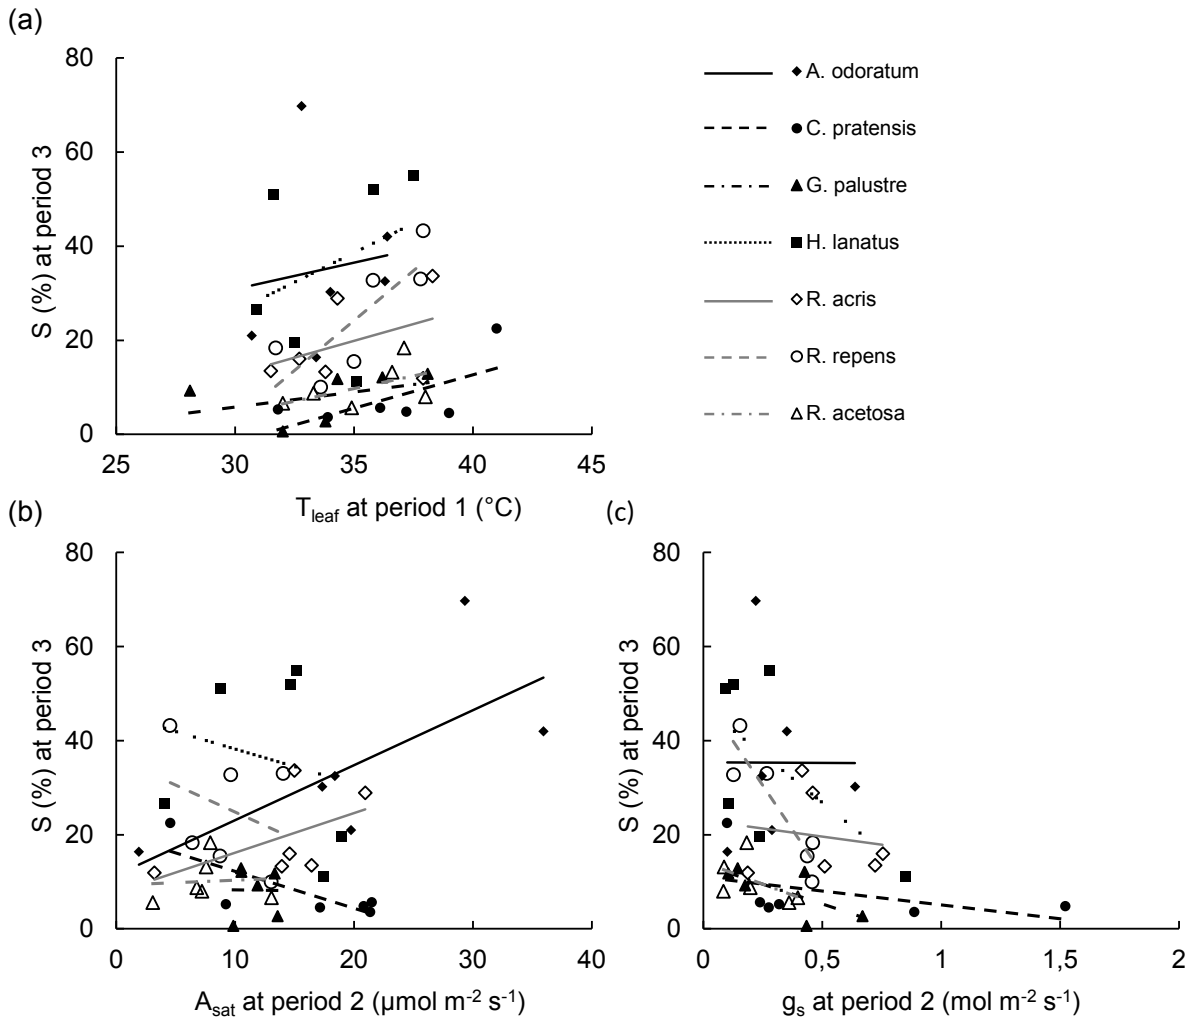 (a)
80
60
40
20
0
S (%) at period 3
25 30 35 40 45
T_leaf at period 1 (°C)
A. odoratum
C. pratensis
G. palustre
H. lanatus
R. acris
R. repens
R. acetosa
(b)
80
60
40
20
0
S (%) at period 3
0 10 20 30 40
A_sat at period 2 (µmol m⁻² s⁻¹)
(c)
80
60
40
20
0
S (%) at period 3
0 0,5 1 1,5 2
g_s at period 2 (mol m⁻² s⁻¹)